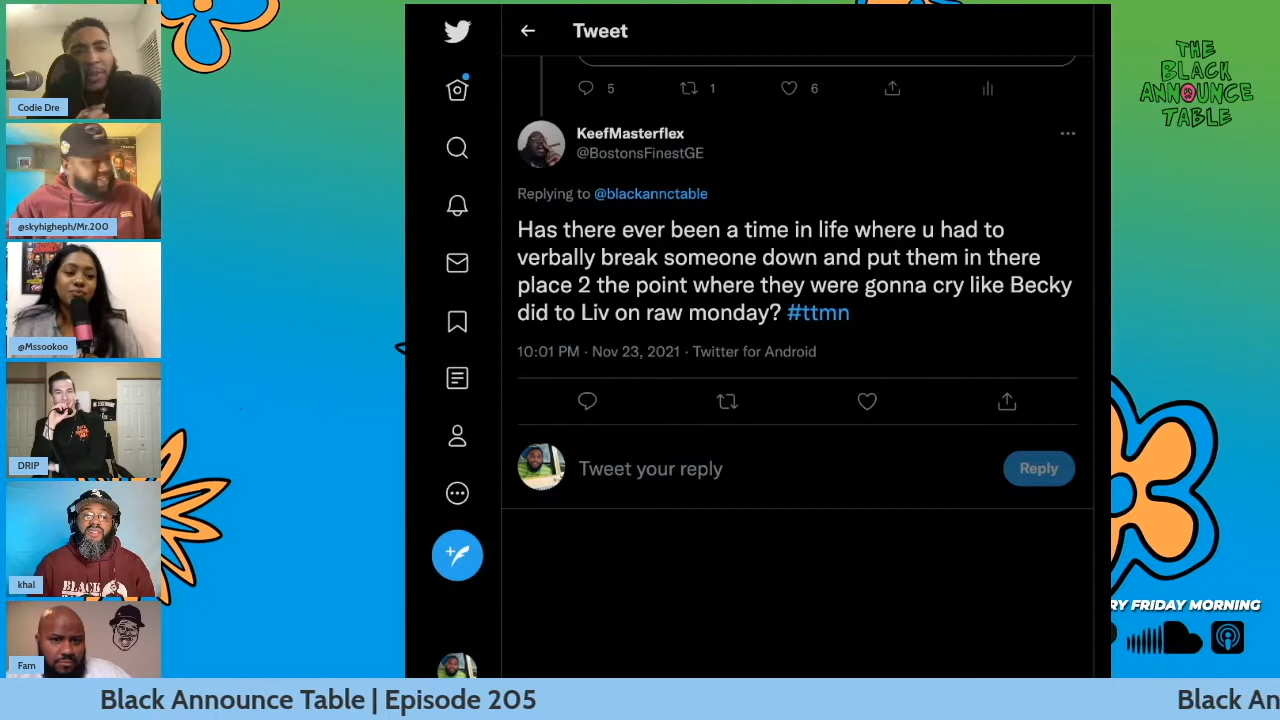 Codie Dre
@skyhigheph/Mr.200
@Mssookoo
DRIP
khal
BLACK
Fam
Tweet
5
1
6
KeefMasterflex
@BostonsFinestGE
Replying to @blackannctable
Has there ever been a time in life where u had to
verbally break someone down and put them in there
place 2 the point where they were gonna cry like Becky
did to Liv on raw monday? #ttmn
10:01 PM · Nov 23, 2021 · Twitter for Android
Tweet your reply
Reply
THE
BLACK
ANNOUNCE
TABLE
RY FRIDAY MORNING
Black Announce Table | Episode 205
Black An